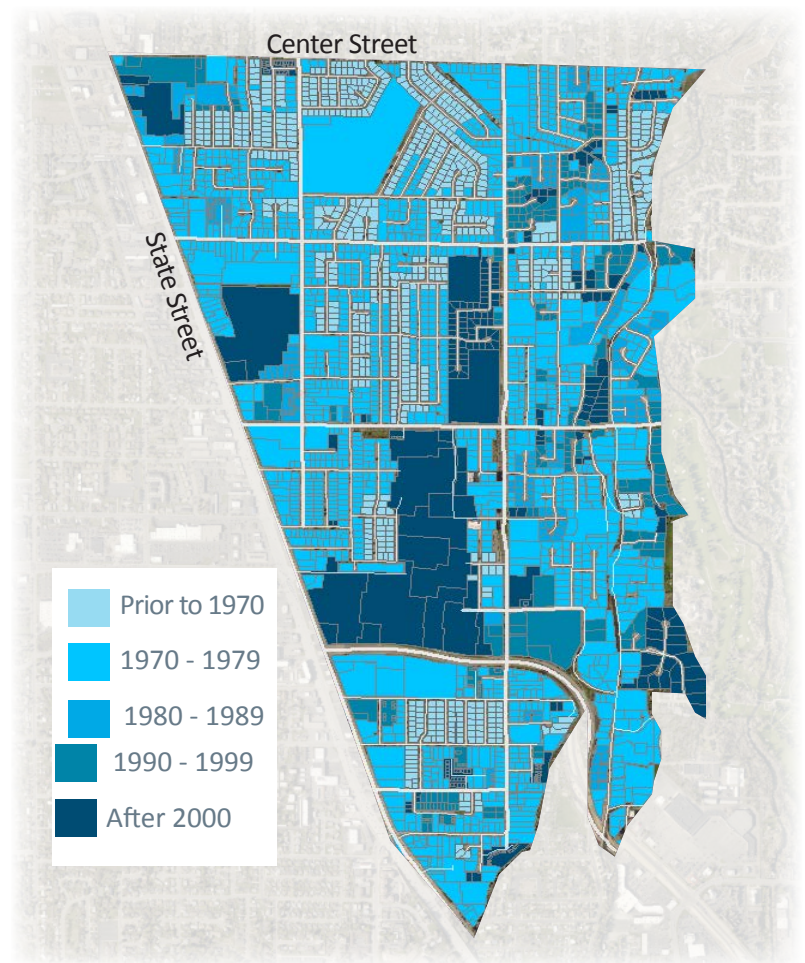 Center Street
State Street
Prior to 1970
1970 - 1979
1980 - 1989
1990 - 1999
After 2000